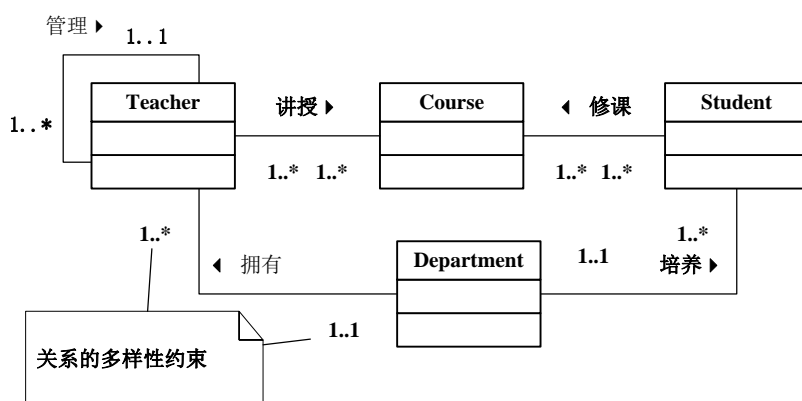 管理
1..1
Teacher
讲授
Course
修课
Student
1..*
1..* 1..*
1..* 1..*
1..*
拥有
Department
1..1
1..*
培养
1..1
关系的多样性约束